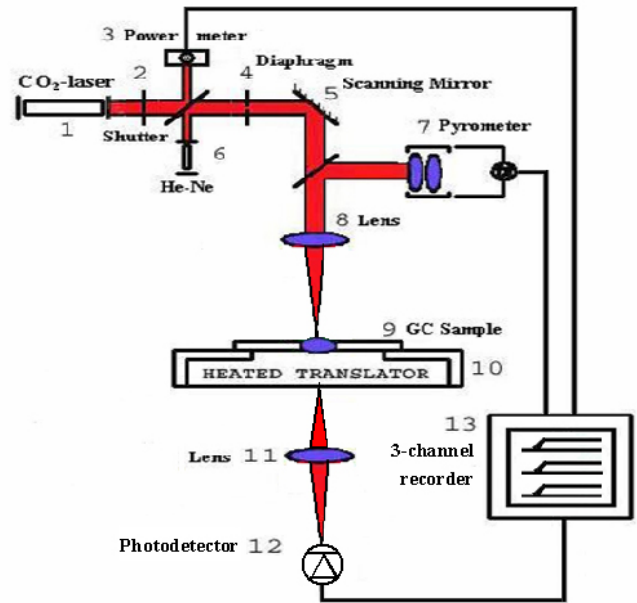 3 Power meter
Diaphragm
CO2-laser 2 4
Scanning Mirror
5
1 Shutter
6
7 Pyrometer
He-Ne
8 Lens
9 GC Sample
HEATED TRANSLATOR 10
13
Lens 11
3-channel
recorder
Photodetector 12